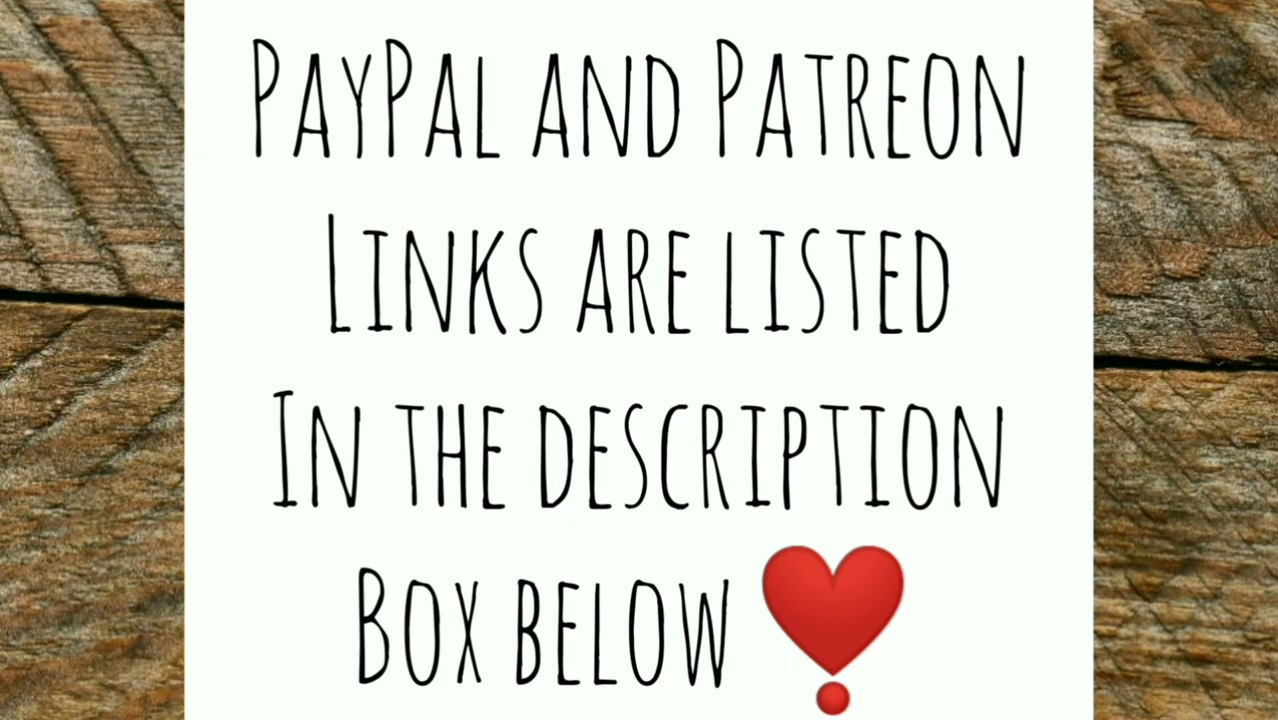 PayPal and Patreon
Links are listed
In the description
Box below ❣️